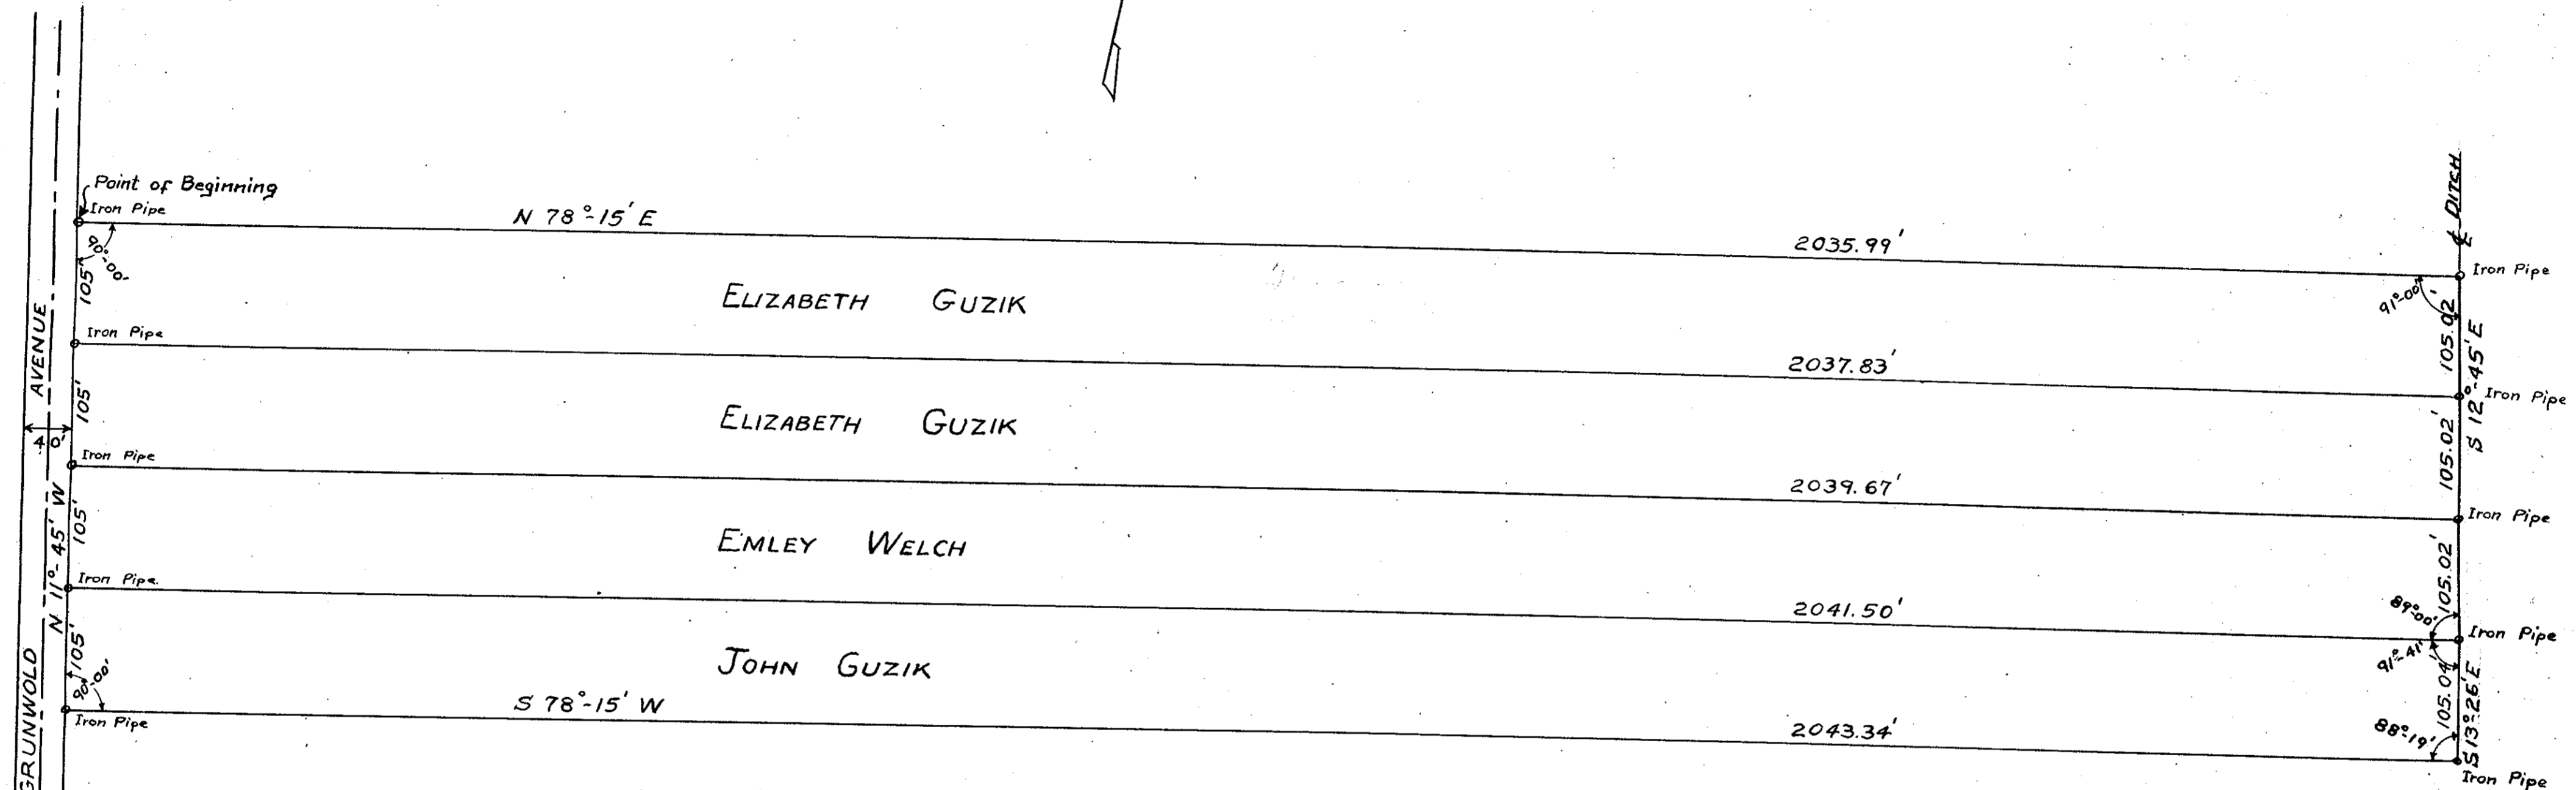 Point of Beginning
Iron Pipe
N 78°-15' E
2035.99'
℄ DITCH
Iron Pipe
90°-00'
105'
ELIZABETH GUZIK
91°-00'
105.02'
S 12°-45' E
Iron Pipe
2037.83'
Iron Pipe
AVENUE
40'
105'
ELIZABETH GUZIK
105.02'
Iron Pipe
2039.67'
Iron Pipe
N 11°-45' W
105'
EMLEY WELCH
105.02'
89°-00'
Iron Pipe.
2041.50'
Iron Pipe
GRUNWOLD
105'
90°-00'
JOHN GUZIK
91°-41'
105.04'
S 13°-26' E
88°-19'
S 78°-15' W
Iron Pipe
2043.34'
Iron Pipe